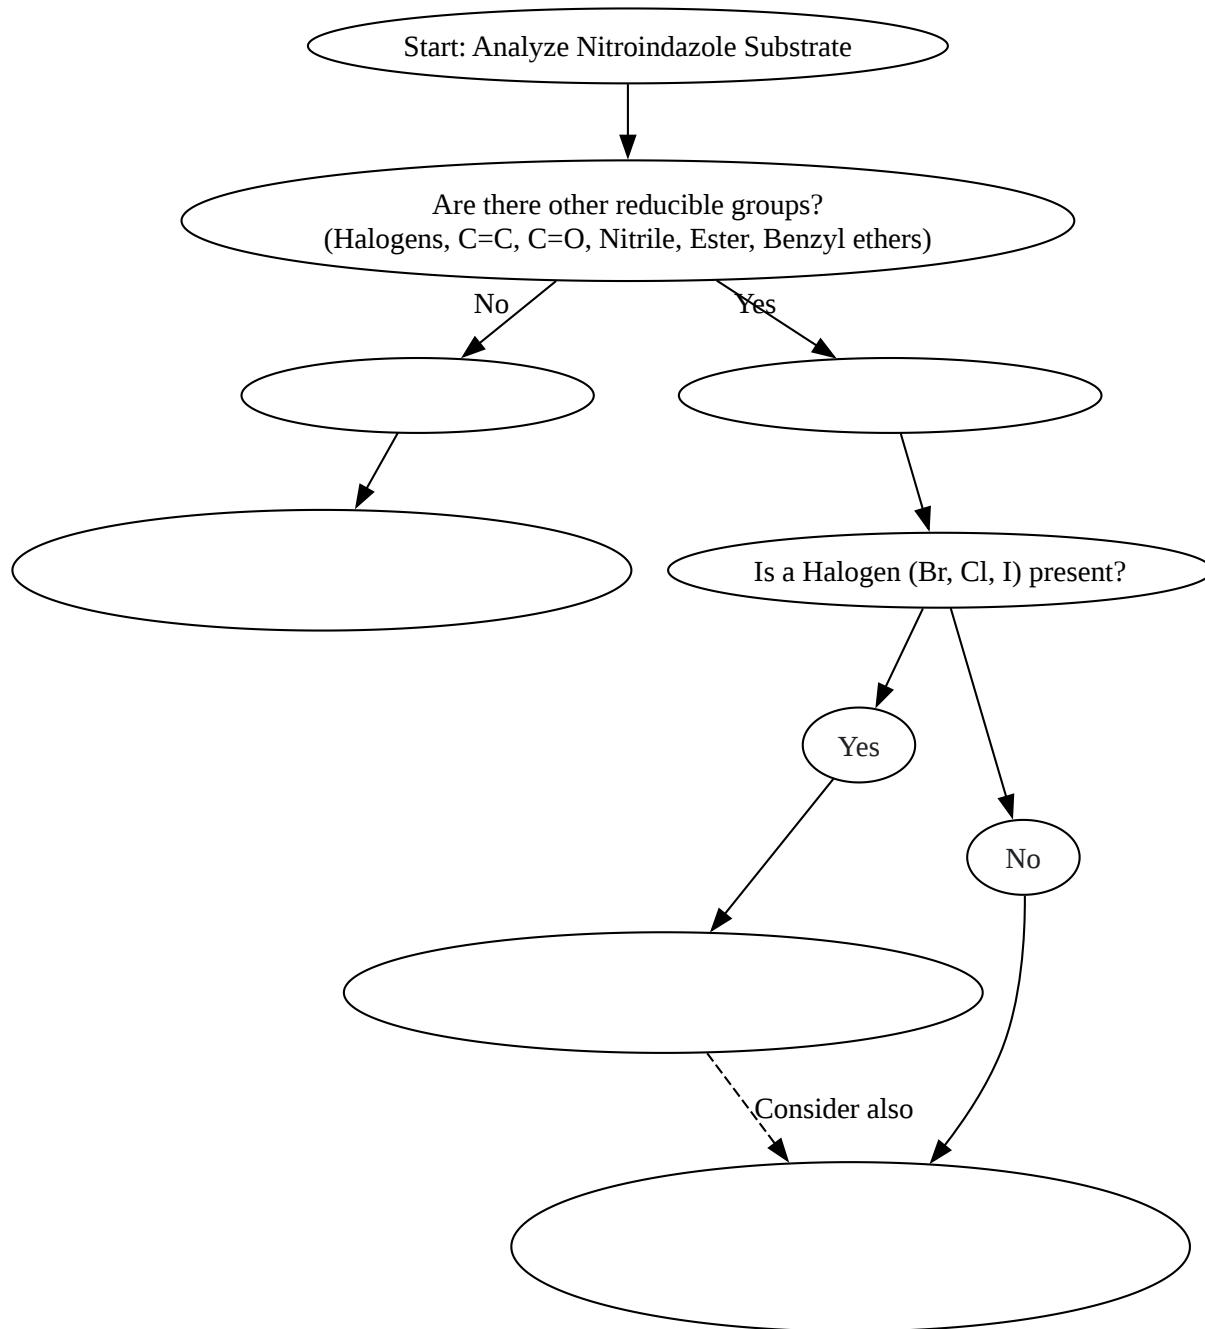 Start: Analyze Nitroindazole Substrate
Are there other reducible groups?
(Halogens, C=C, C=O, Nitrile, Ester, Benzyl ethers)
No
Yes
Is a Halogen (Br, Cl, I) present?
Yes
No
Consider also